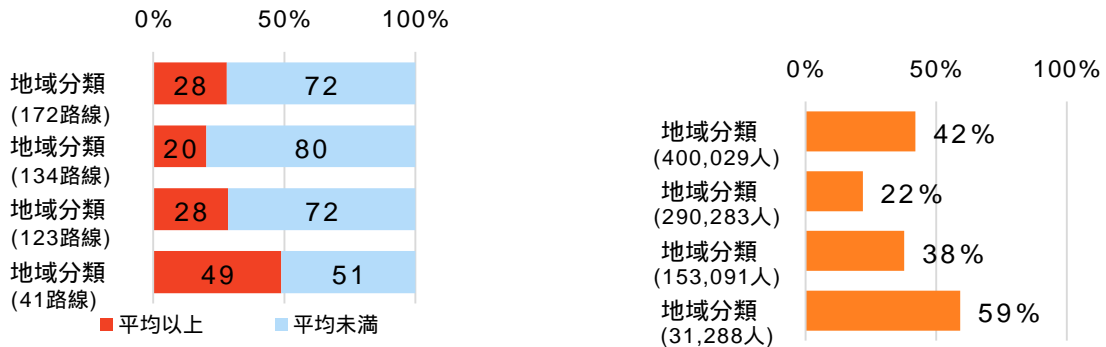 0% 50% 100%
地域分類
(172路線)
28 72
地域分類
(134路線)
20 80
地域分類
(123路線)
28 72
地域分類
(41路線)
49 51
平均以上 平均未満
0% 50% 100%
地域分類
(400,029人)
42%
地域分類
(290,283人)
22%
地域分類
(153,091人)
38%
地域分類
(31,288人)
59%